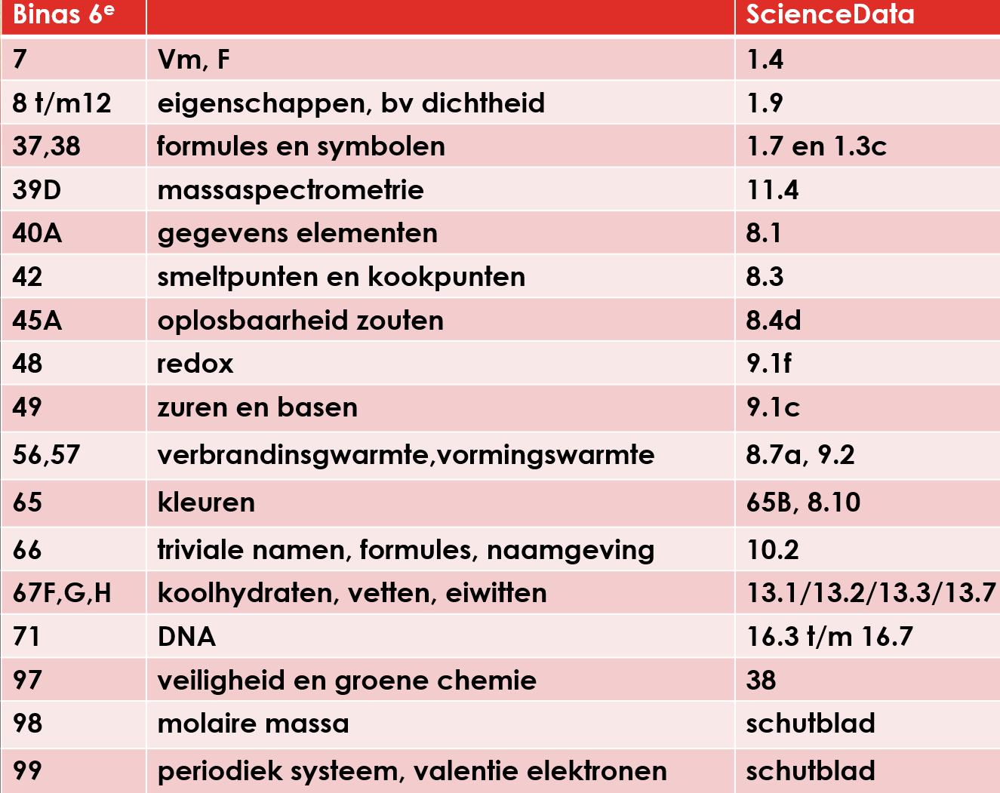 Binas 6e ScienceData
7 Vm, F 1.4
8 t/m12 eigenschappen, bv dichtheid 1.9
37,38 formules en symbolen 1.7 en 1.3c
39D massaspectrometrie 11.4
40A gegevens elementen 8.1
42 smeltpunten en kookpunten 8.3
45A oplosbaarheid zouten 8.4d
48 redox 9.1f
49 zuren en basen 9.1c
56,57 verbrandinsgwarmte,vormingswarmte 8.7a, 9.2
65 kleuren 65B, 8.10
66 triviale namen, formules, naamgeving 10.2
67F,G,H koolhydraten, vetten, eiwitten 13.1/13.2/13.3/13.7
71 DNA 16.3 t/m 16.7
97 veiligheid en groene chemie 38
98 molaire massa schutblad
99 periodiek systeem, valentie elektronen schutblad